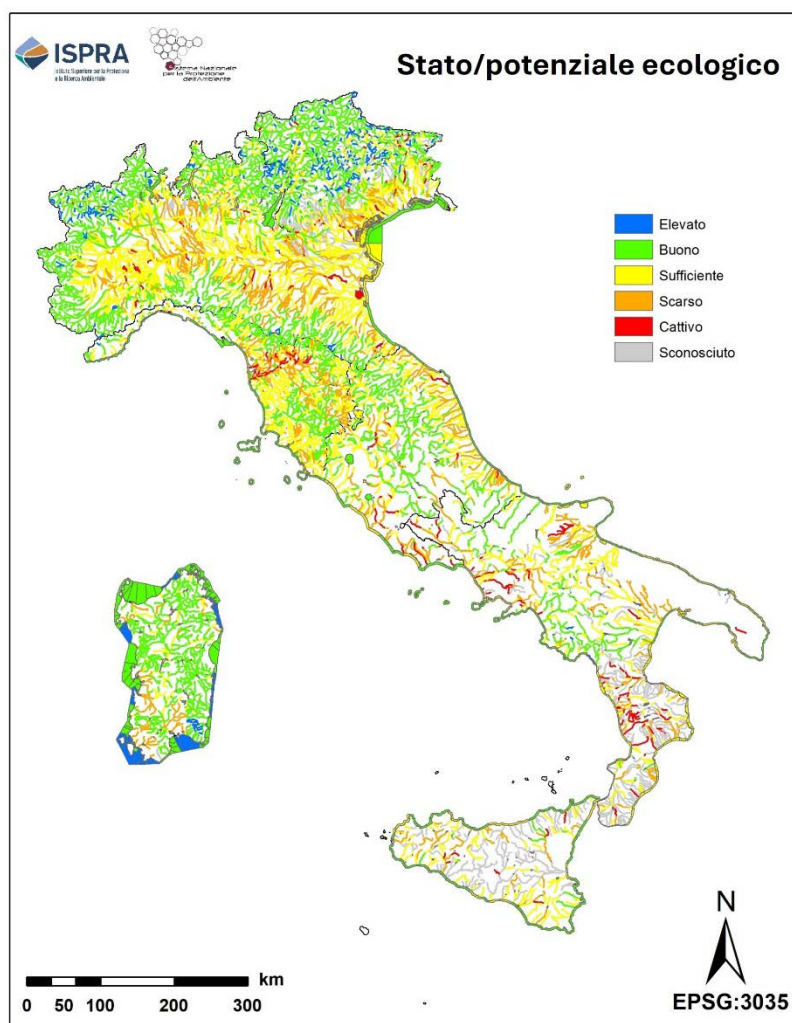 ISPRA
Istituto Superiore per la Protezione
e la Ricerca Ambientale
Sistema Nazionale
per la Protezione
dell'Ambiente
Stato/potenziale ecologico
Elevato
Buono
Sufficiente
Scarso
Cattivo
Sconosciuto
km
0 50 100 200 300
N
EPSG:3035